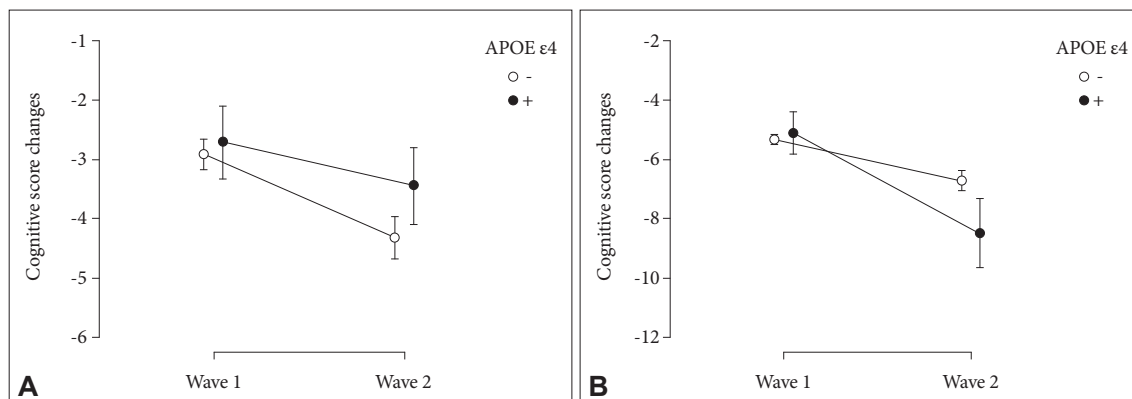 -1
APOE ε4
-
+
-2
-3
-4
-5
-6
Cognitive score changes
Wave 1
Wave 2
A
-2
APOE ε4
-
+
-4
-6
-8
-10
-12
Cognitive score changes
Wave 1
Wave 2
B